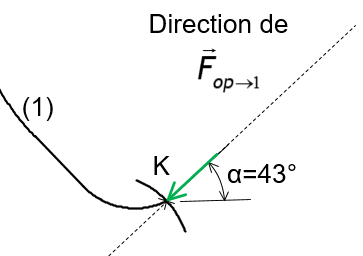 Direction de
F⃗op→1
(1)
K
α=43°